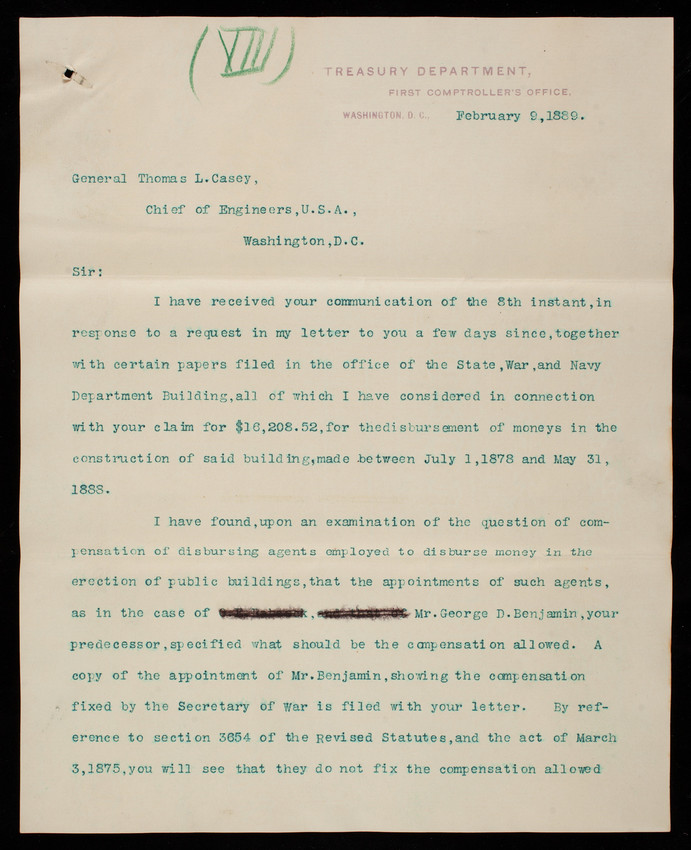 (VIII)
TREASURY DEPARTMENT,
FIRST COMPTROLLER'S OFFICE,
WASHINGTON, D. C., February 9,1889.
General Thomas L.Casey,
Chief of Engineers,U.S.A.,
Washington,D.C.
Sir:
I have received your communication of the 8th instant,in
response to a request in my letter to you a few days since,together
with certain papers filed in the office of the State,War,and Navy
Department Building,all of which I have considered in connection
with your claim for $16,208.52,for thedisbursement of moneys in the
construction of said building,made between July 1,1878 and May 31,
1888.
I have found,upon an examination of the question of com-
pensation of disbursing agents employed to disburse money in the
erection of public buildings,that the appointments of such agents,
as in the case of Mr.George D.Benjamin,your
predecessor,specified what should be the compensation allowed. A
copy of the appointment of Mr.Benjamin,showing the compensation
fixed by the Secretary of War is filed with your letter. By ref-
erence to section 3654 of the Revised Statutes,and the act of March
3,1875,you will see that they do not fix the compensation allowed